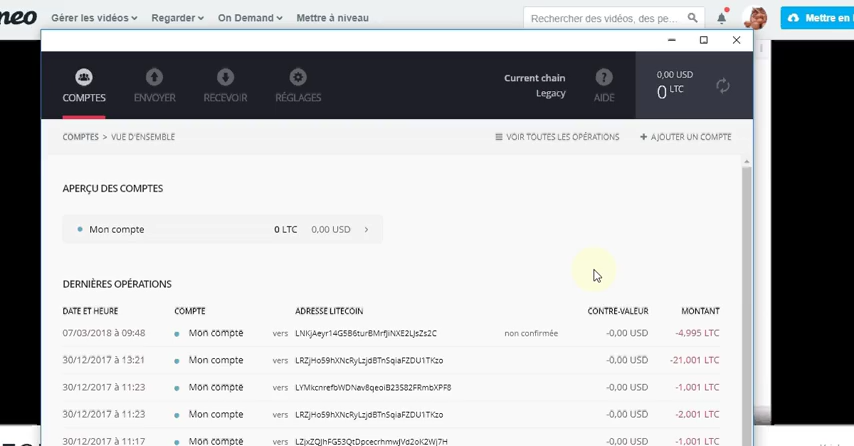 meo Gérer les vidéos Regarder On Demand Mettre à niveau Rechercher des vidéos, des pe... Mettre en
COMPTES ENVOYER RECEVOIR RÉGLAGES Current chain Legacy AIDE 0,00 USD 0 LTC
COMPTES > VUE D'ENSEMBLE VOIR TOUTES LES OPÉRATIONS + AJOUTER UN COMPTE
APERÇU DES COMPTES
Mon compte 0 LTC 0,00 USD >
DERNIÈRES OPÉRATIONS
DATE ET HEURE COMPTE ADRESSE LITECOIN CONTRE-VALEUR MONTANT
07/03/2018 à 09:48 Mon compte vers LNKjAeyr14G5B6turBMrfjiNXE2LJsZs2C non confirmée -0,00 USD -4,995 LTC
30/12/2017 à 13:21 Mon compte vers LRZjHo59hXNcRyLzjdBTnSqiaFZDU1TKzo -0,00 USD -21,001 LTC
30/12/2017 à 11:23 Mon compte vers LYMkcnrefbWDNav8qeoiB23S82FRmbXPF8 -0,00 USD -1,001 LTC
30/12/2017 à 11:23 Mon compte vers LRZjHo59hXNcRyLzjdBTnSqiaFZDU1TKzo -0,00 USD -2,001 LTC
30/12/2017 à 11:17 Mon compte vers LZjxZQJhFG53QtDpcecrhmwJVd2oK2Wj7H -0,00 USD -1,001 LTC